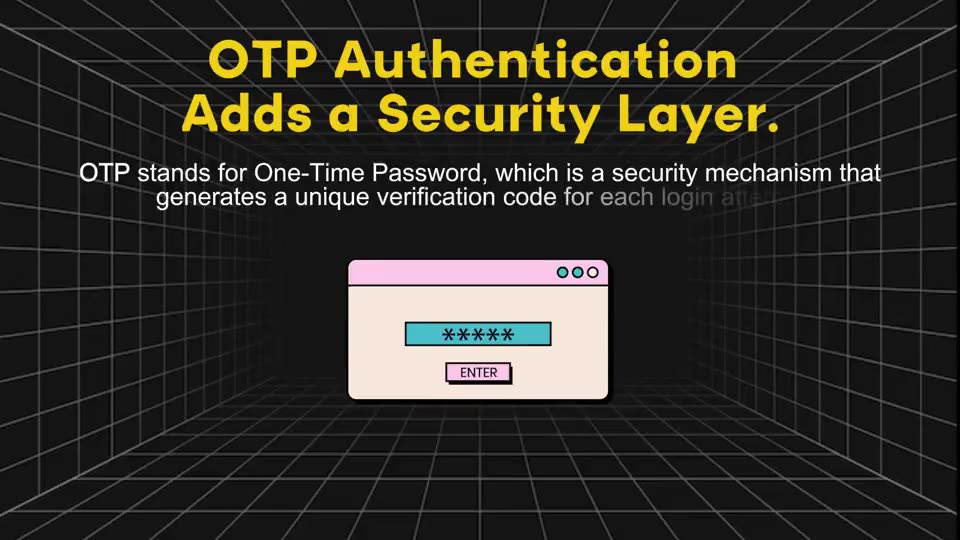 OTP Authentication
Adds a Security Layer.
OTP stands for One-Time Password, which is a security mechanism that
generates a unique verification code for each login
*****
ENTER